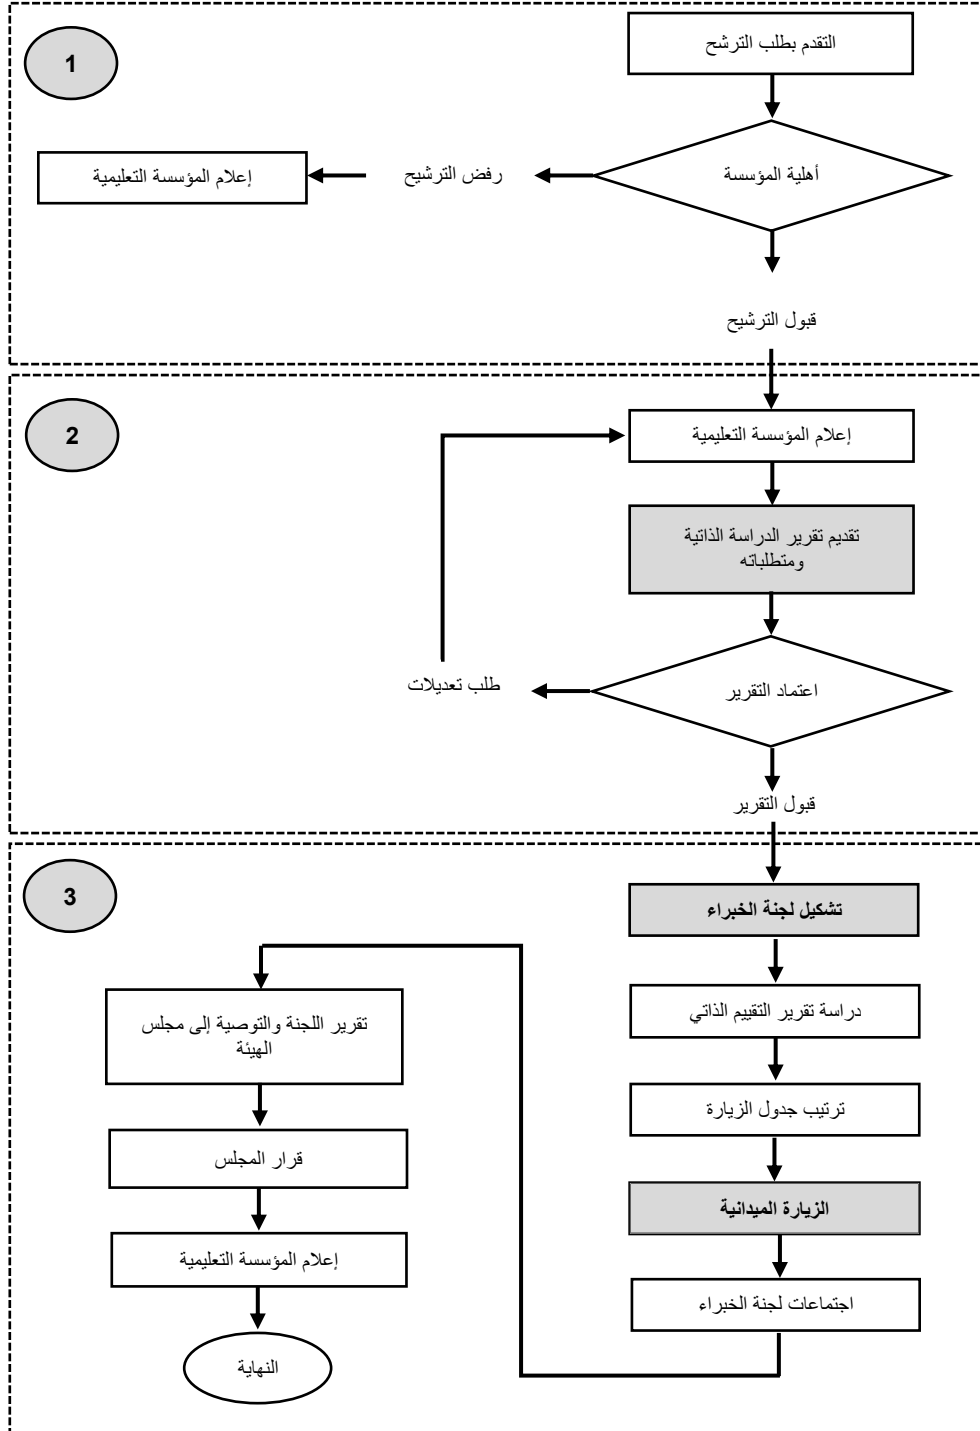 1
التقدم بطلب الترشح
أهلية المؤسسة
رفض الترشيح
إعلام المؤسسة التعليمية
قبول الترشيح
2
إعلام المؤسسة التعليمية
تقديم تقرير الدراسة الذاتية
ومتطلباته
اعتماد التقرير
طلب تعديلات
قبول التقرير
3
تشكيل لجنة الخبراء
دراسة تقرير التقييم الذاتي
ترتيب جدول الزيارة
الزيارة الميدانية
اجتماعات لجنة الخبراء
تقرير اللجنة والتوصية إلى مجلس
الهيئة
قرار المجلس
إعلام المؤسسة التعليمية
النهاية